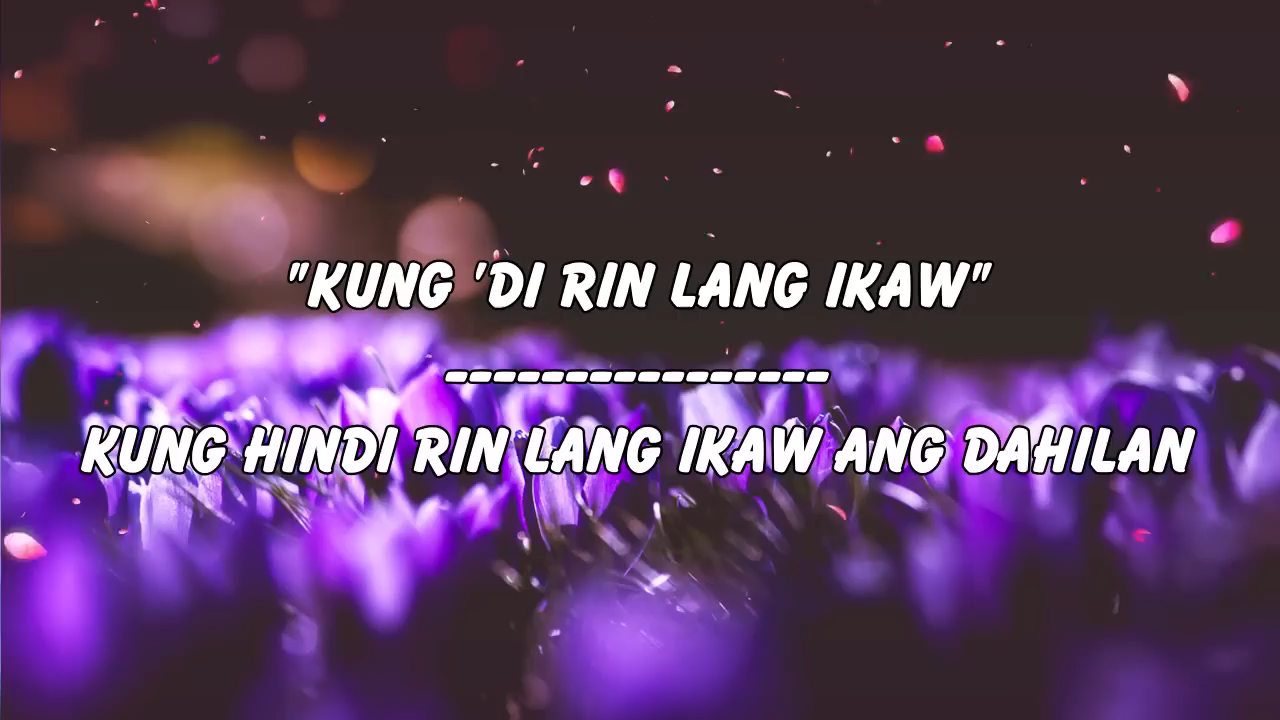 "KUNG 'DI RIN LANG IKAW"
----------------
KUNG HINDI RIN LANG IKAW ANG DAHILAN